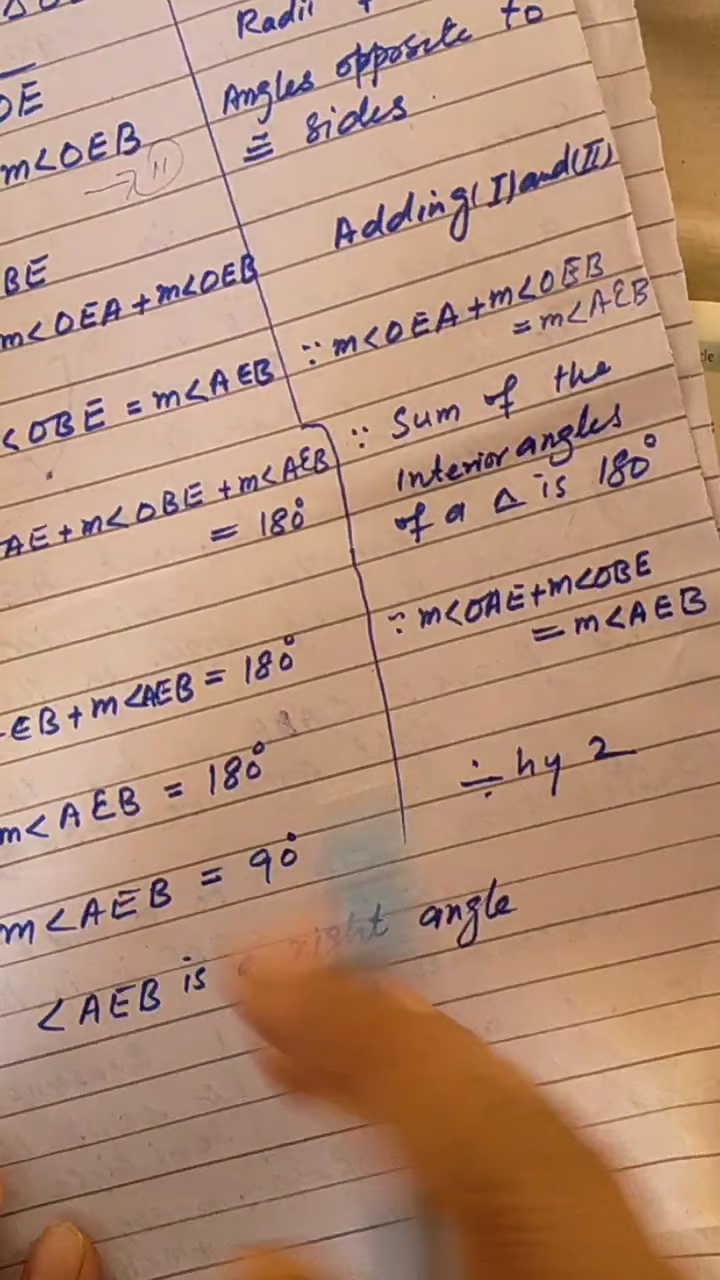 Radii
OE
Angles opposite to
≅ sides.
m<OEB
→ II
Adding (I) and (II)
BE
m<OEA + m<OEB
∵ m<OEA + m<OEB
= m<AEB
<OBE = m<AEB
∵ Sum of the
interior angles
of a Δ is 180°
AE + m<OBE + m<AEB
= 180°
∵ m<OAE + m<OBE
= m<AEB
EB + m<AEB = 180°
m<AEB = 180°
÷ by 2
m<AEB = 90°
<AEB is a right angle